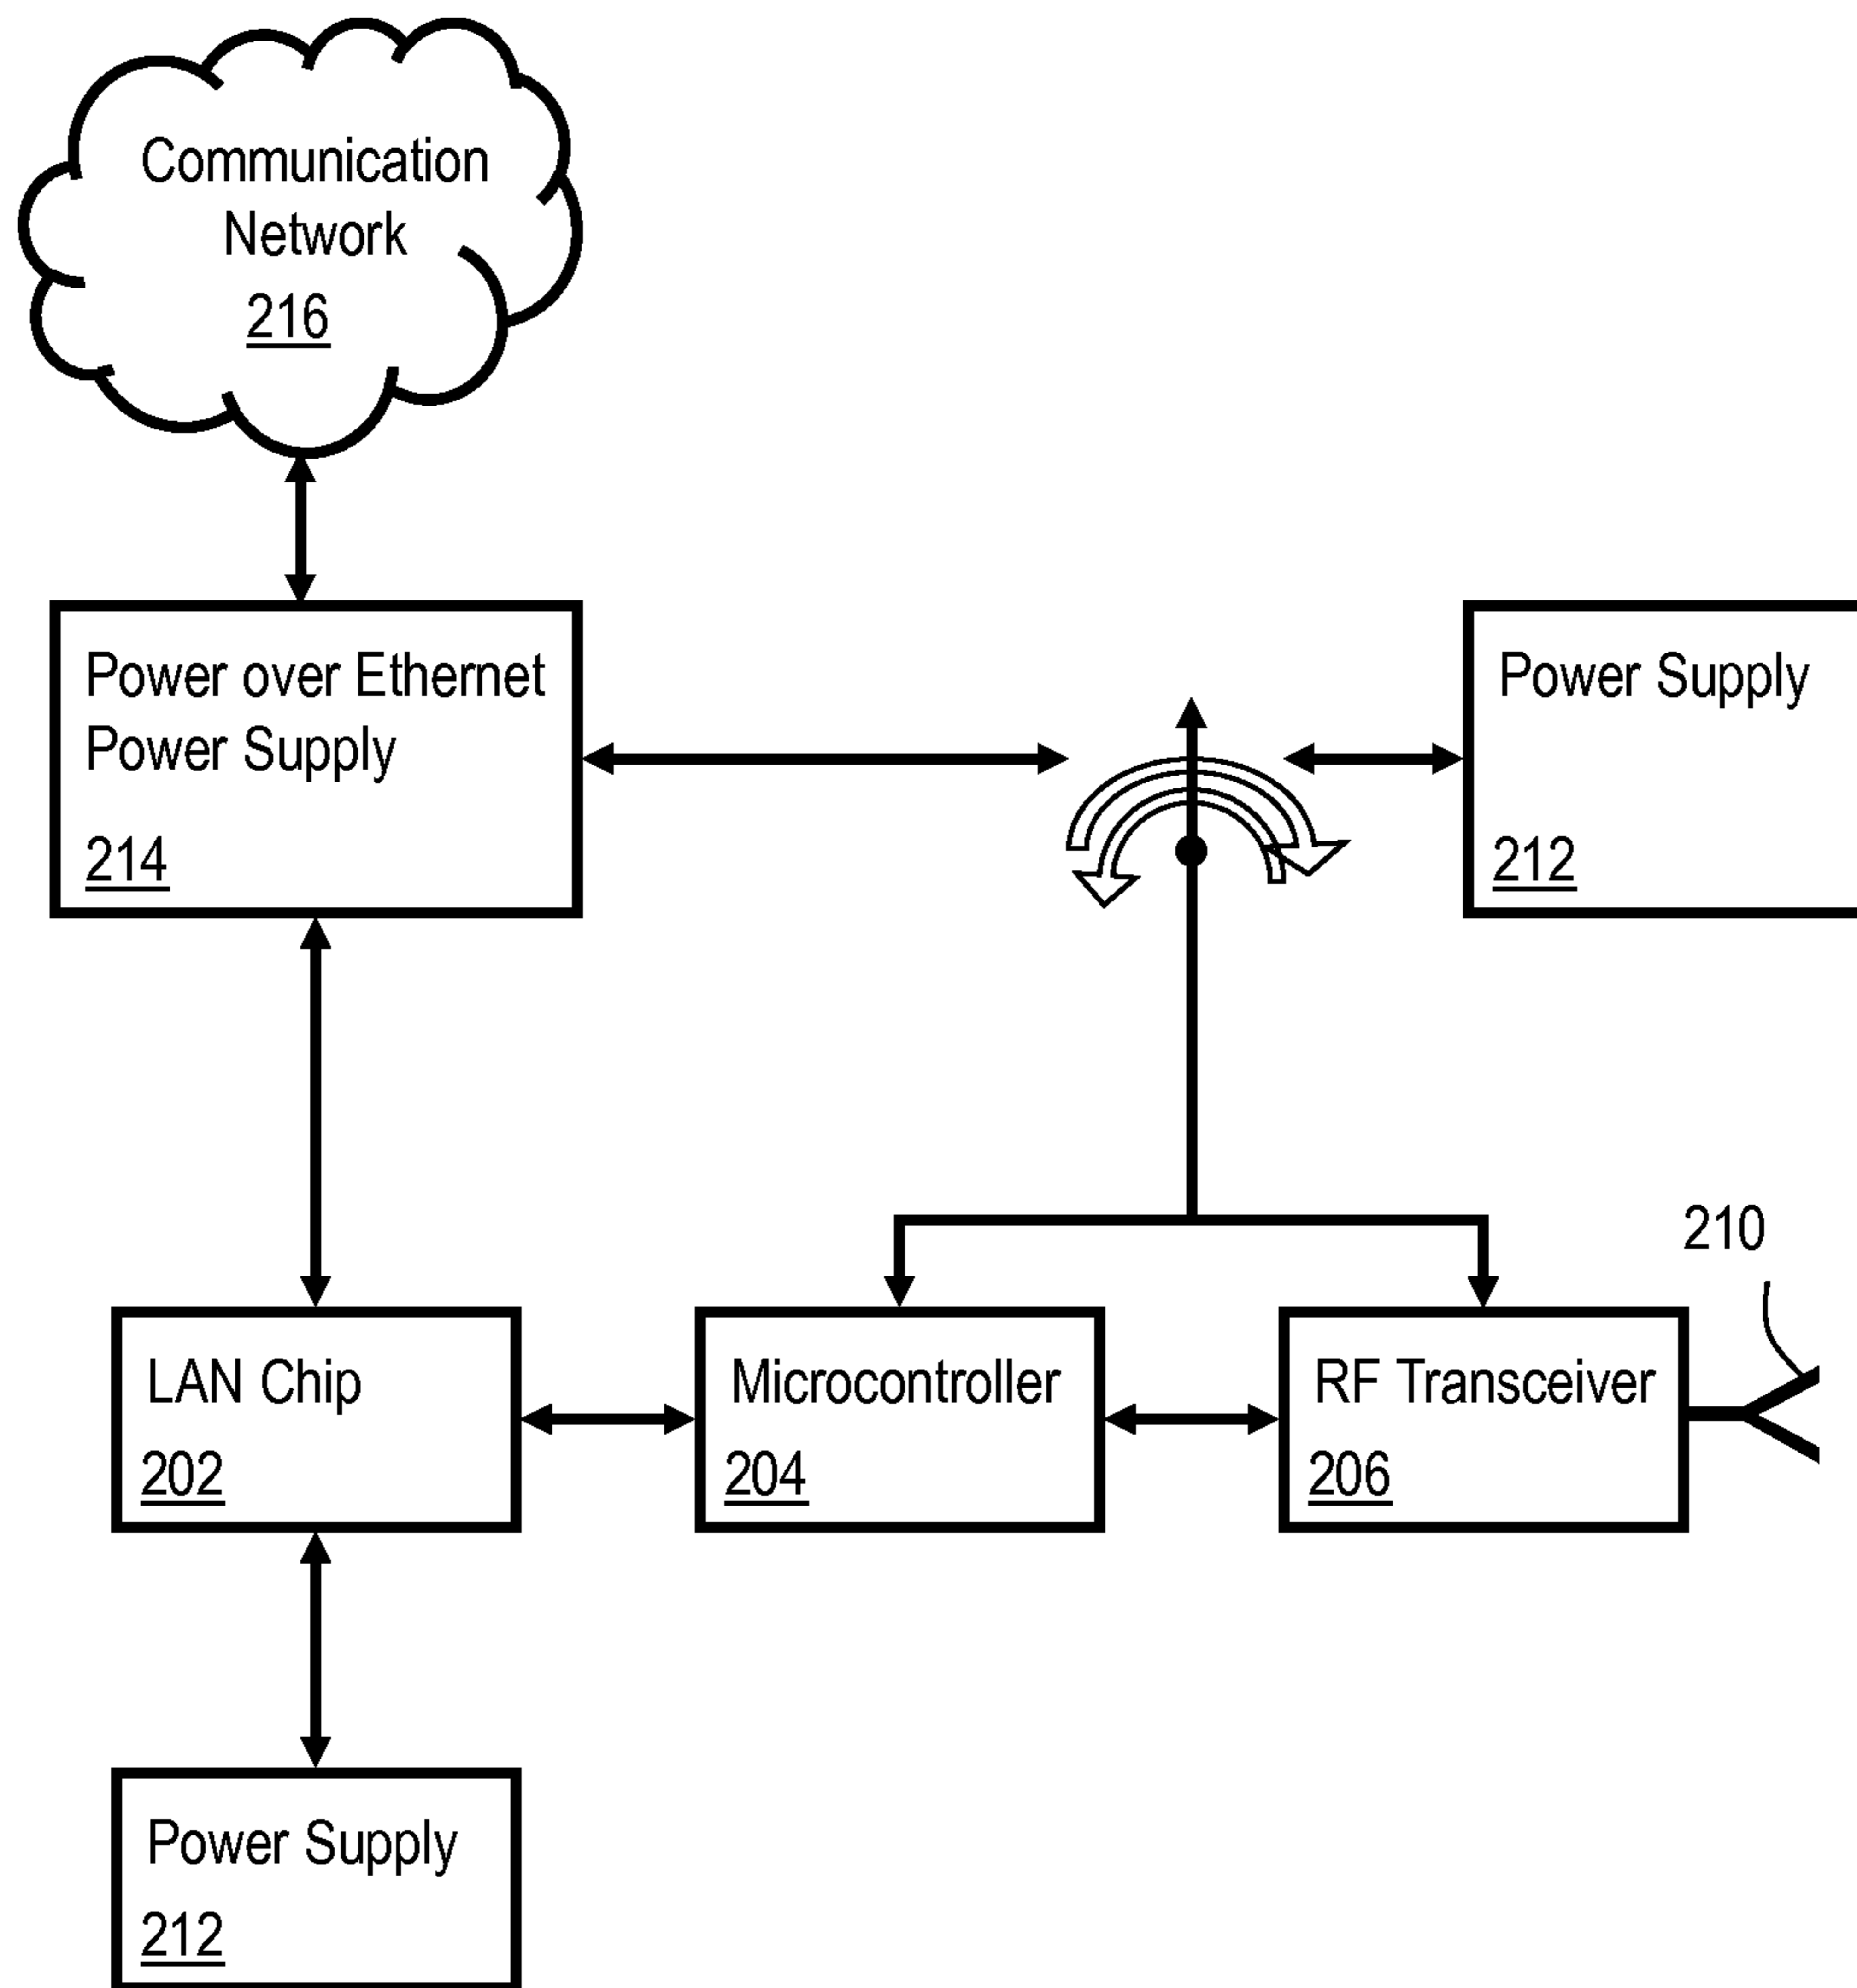 Communication
Network
216
Power over Ethernet
Power Supply
214
Power Supply
212
210
LAN Chip
202
Microcontroller
204
RF Transceiver
206
Power Supply
212